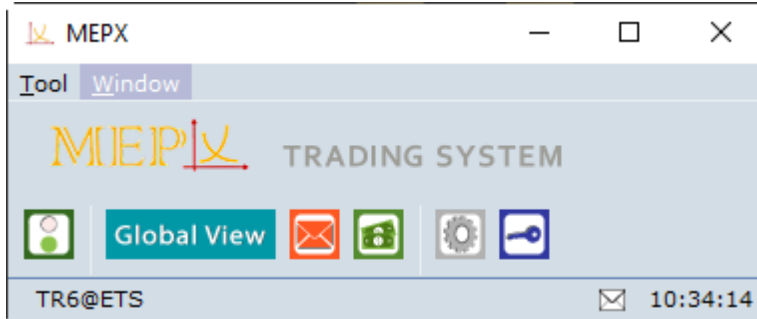 MEPX
Tool Window
MEPX TRADING SYSTEM
Global View
TR6@ETS 10:34:14